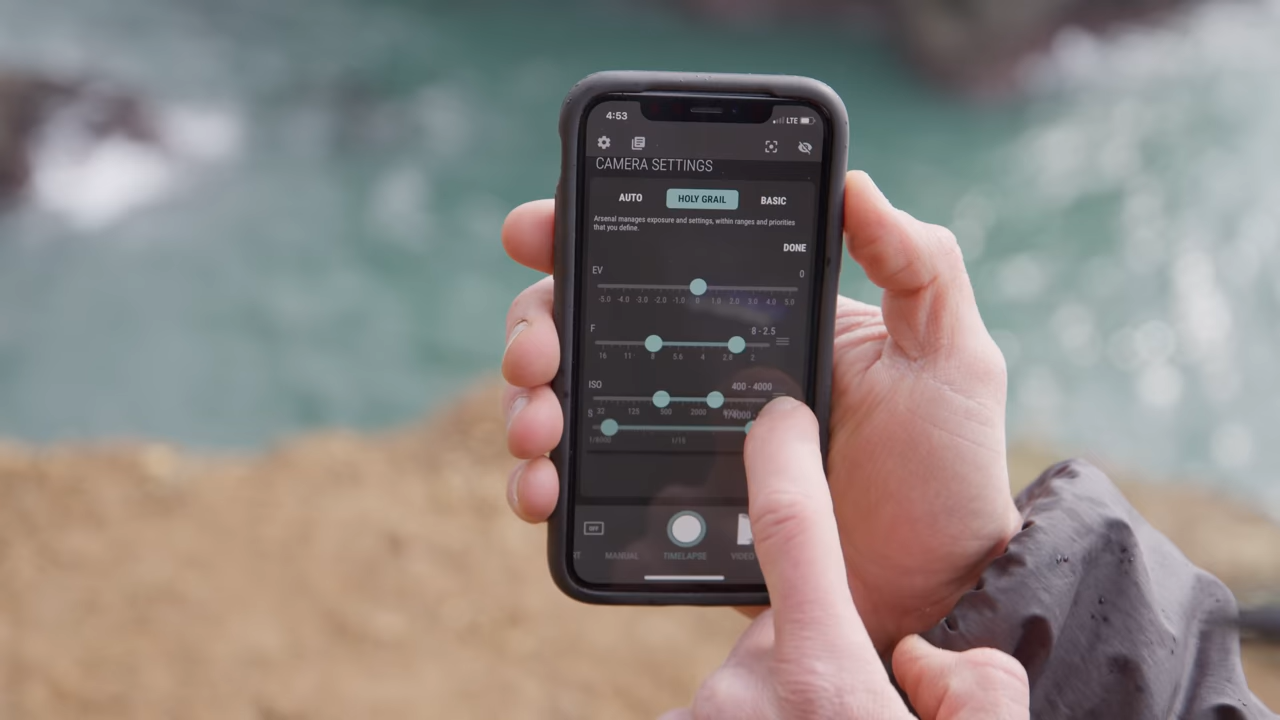 4:53 LTE
CAMERA SETTINGS
AUTO HOLY GRAIL BASIC
Arsenal manages exposure and settings, within ranges and priorities
that you define.
DONE
EV 0
-5.0 -4.0 -3.0 -2.0 -1.0 0 1.0 2.0 3.0 4.0 5.0
F 8 - 2.5
16 11 8 5.6 4 2.8 2
ISO 400 - 4000
32 125 500 2000
S 1/4000 -
1/8000 1/15
OFF
MANUAL TIMELAPSE VIDEO